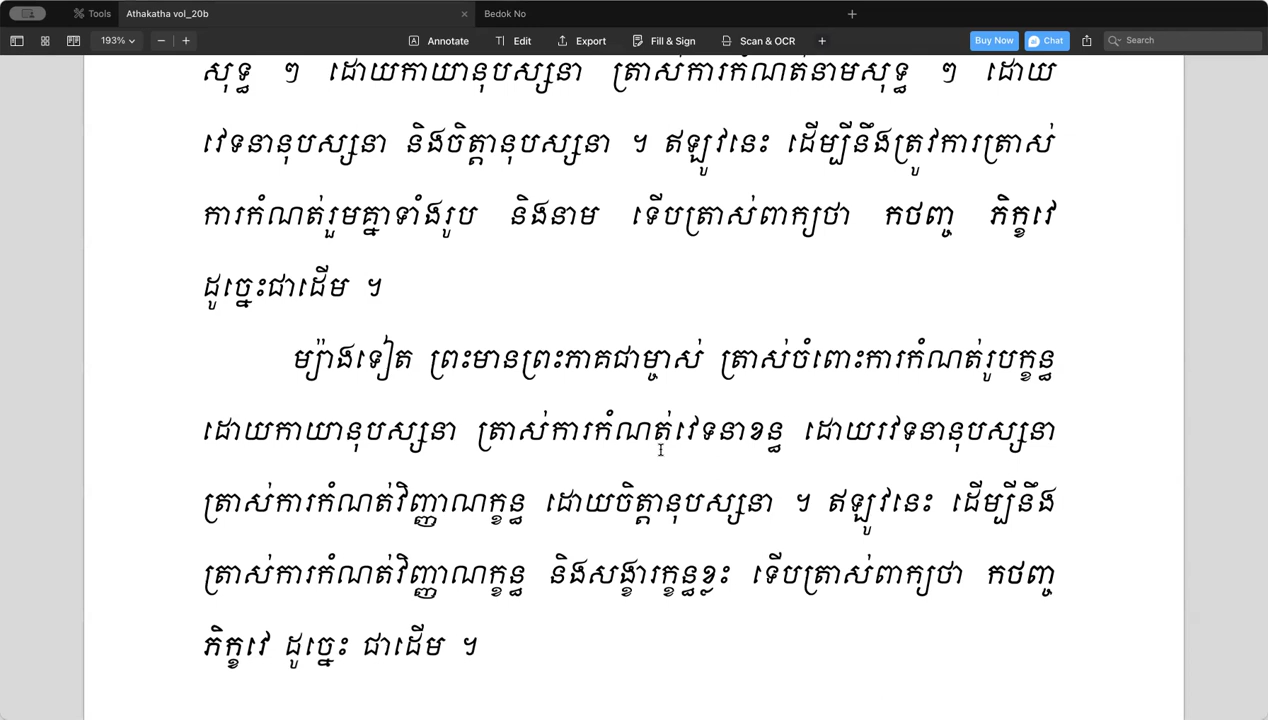 Tools Athakatha vol_20b × Bedok No +
193% − + Annotate Edit Export Fill & Sign Scan & OCR + Buy Now Chat Search
សុទ្ធ ៗ ដោយកាយានុបស្សនា ត្រាស់ការកំណត់នាមសុទ្ធ ៗ ដោយ
វេទនានុបស្សនា និងចិត្តានុបស្សនា ។ ឥឡូវនេះ ដើម្បីនឹងត្រូវការត្រាស់
ការកំណត់រួមគ្នាទាំងរូប និងនាម ទើបត្រាស់ពាក្យថា កថញ្ច ភិក្ខវេ
ដូច្នេះជាដើម ។
ម្យ៉ាងទៀត ព្រះមានព្រះភាគជាម្ចាស់ ត្រាស់ចំពោះការកំណត់រូបក្ខន្ធ
ដោយកាយានុបស្សនា ត្រាស់ការកំណត់វេទនាខន្ធ ដោយរវទនានុបស្សនា
ត្រាស់ការកំណត់វិញ្ញាណក្ខន្ធ ដោយចិត្តានុបស្សនា ។ ឥឡូវនេះ ដើម្បីនឹង
ត្រាស់ការកំណត់វិញ្ញាណក្ខន្ធ និងសង្ខារក្ខន្ធខ្លះ ទើបត្រាស់ពាក្យថា កថញ្ច
ភិក្ខវេ ដូច្នេះ ជាដើម ។